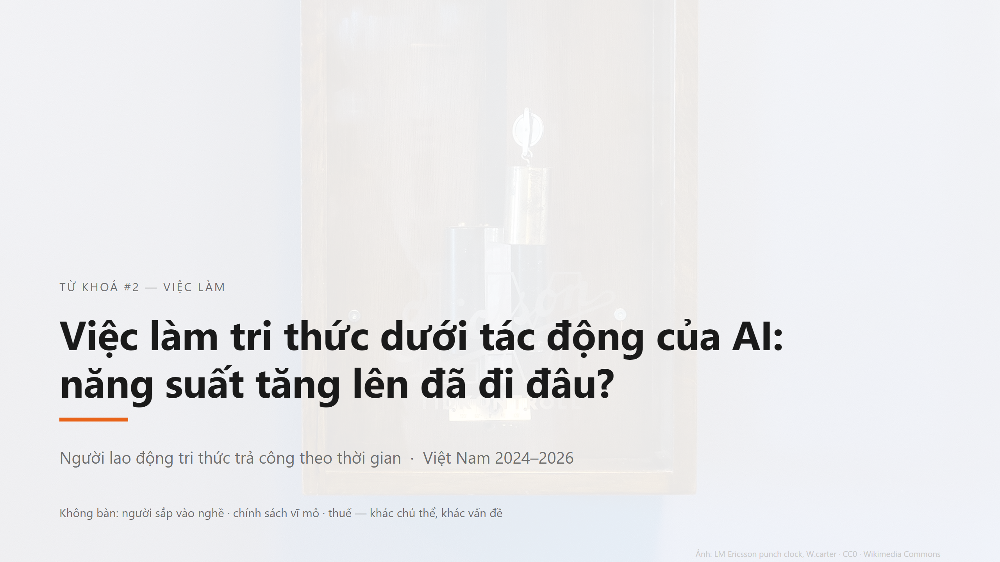 TỪ KHOÁ #2 — VIỆC LÀM
Việc làm tri thức dưới tác động của AI:
năng suất tăng lên đã đi đâu?
TIDKONTROLL
Người lao động tri thức trả công theo thời gian · Việt Nam 2024–2026
Không bàn: người sắp vào nghề · chính sách vĩ mô · thuế — khác chủ thể, khác vấn đề
Ảnh: LM Ericsson punch clock, W.carter · CC0 · Wikimedia Commons